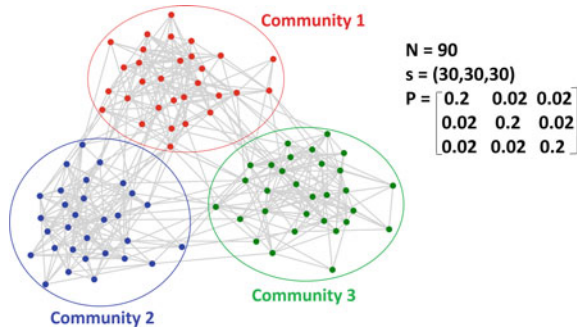 Community 1
N = 90
s = (30,30,30)
P = [0.2 0.02 0.02
0.02 0.2 0.02
0.02 0.02 0.2]
Community 3
Community 2